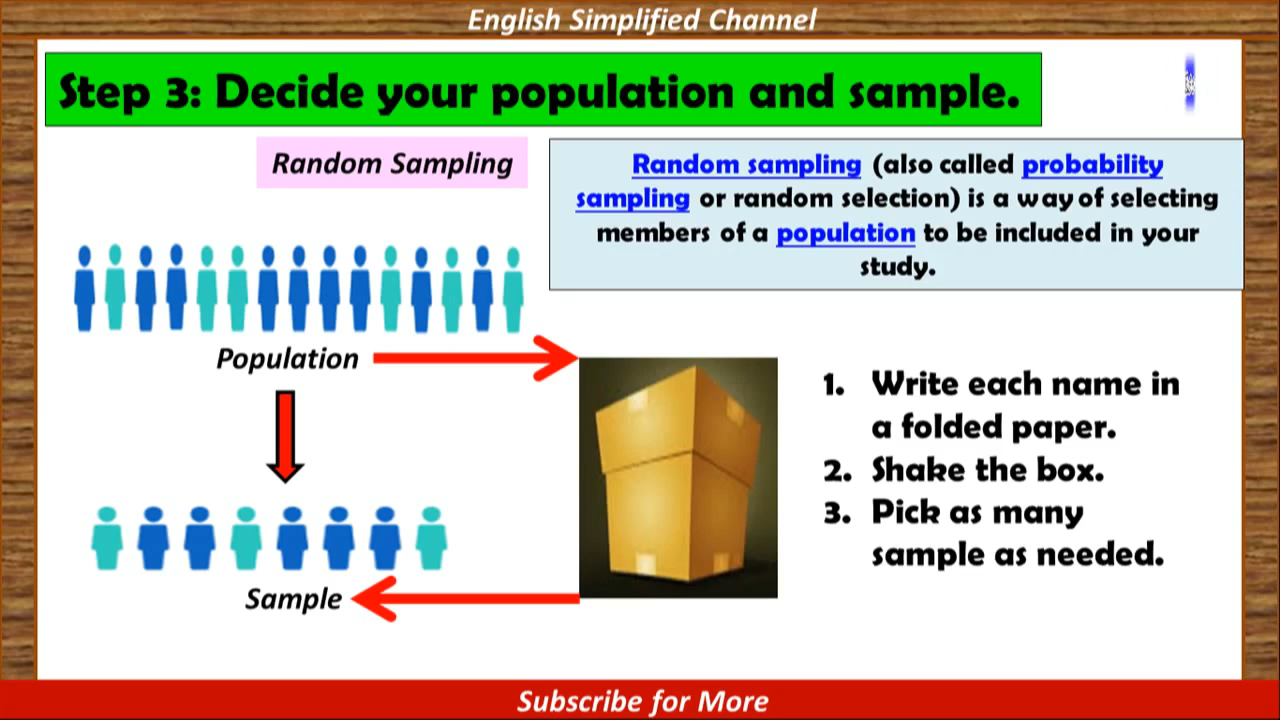 English Simplified Channel
Step 3: Decide your population and sample.
Random Sampling
Random sampling (also called probability
sampling or random selection) is a way of selecting
members of a population to be included in your
study.
Population
1. Write each name in
a folded paper.
2. Shake the box.
3. Pick as many
sample as needed.
Sample
Subscribe for More